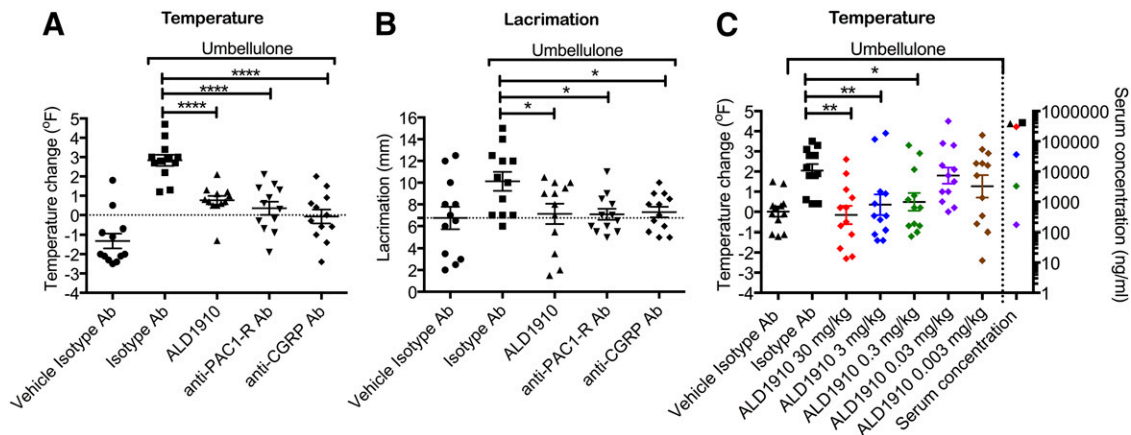 A
Temperature
Umbellulone
****
****
****
Temperature change (⁰F)
5
4
3
2
1
0
-1
-2
-3
-4
Vehicle Isotype Ab
Isotype Ab
ALD1910
anti-PAC1-R Ab
anti-CGRP Ab
B
Lacrimation
Umbellulone
*
*
*
Lacrimation (mm)
16
14
12
10
8
6
4
2
0
Vehicle Isotype Ab
Isotype Ab
ALD1910
anti-PAC1-R Ab
anti-CGRP Ab
C
Temperature
Umbellulone
*
**
**
Temperature change (⁰F)
5
4
3
2
1
0
-1
-2
-3
-4
Serum concentration (ng/ml)
1000000
100000
10000
1000
100
10
1
Vehicle Isotype Ab
Isotype Ab
ALD1910 30 mg/kg
ALD1910 3 mg/kg
ALD1910 0.3 mg/kg
ALD1910 0.03 mg/kg
ALD1910 0.003 mg/kg
Serum concentration